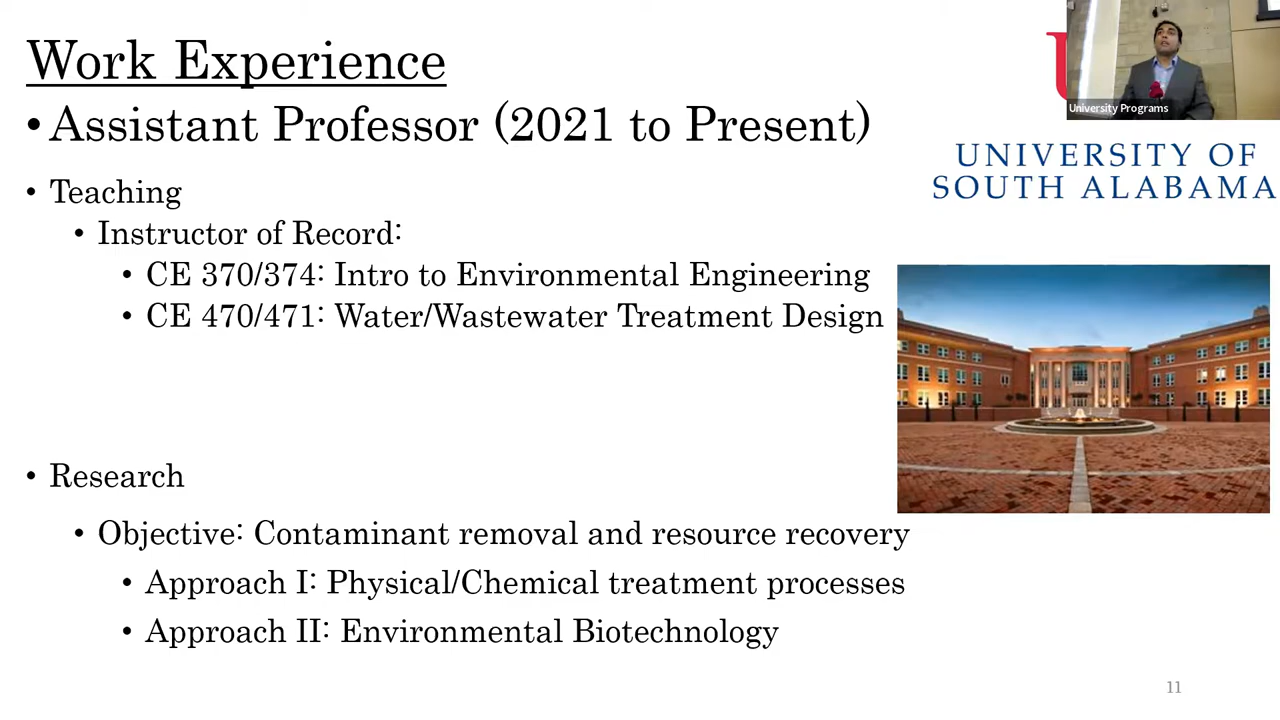 Work Experience
• Assistant Professor (2021 to Present)
• Teaching
• Instructor of Record:
• CE 370/374: Intro to Environmental Engineering
• CE 470/471: Water/Wastewater Treatment Design
• Research
• Objective: Contaminant removal and resource recovery
• Approach I: Physical/Chemical treatment processes
• Approach II: Environmental Biotechnology
University Programs
UNIVERSITY OF
SOUTH ALABAMA
11